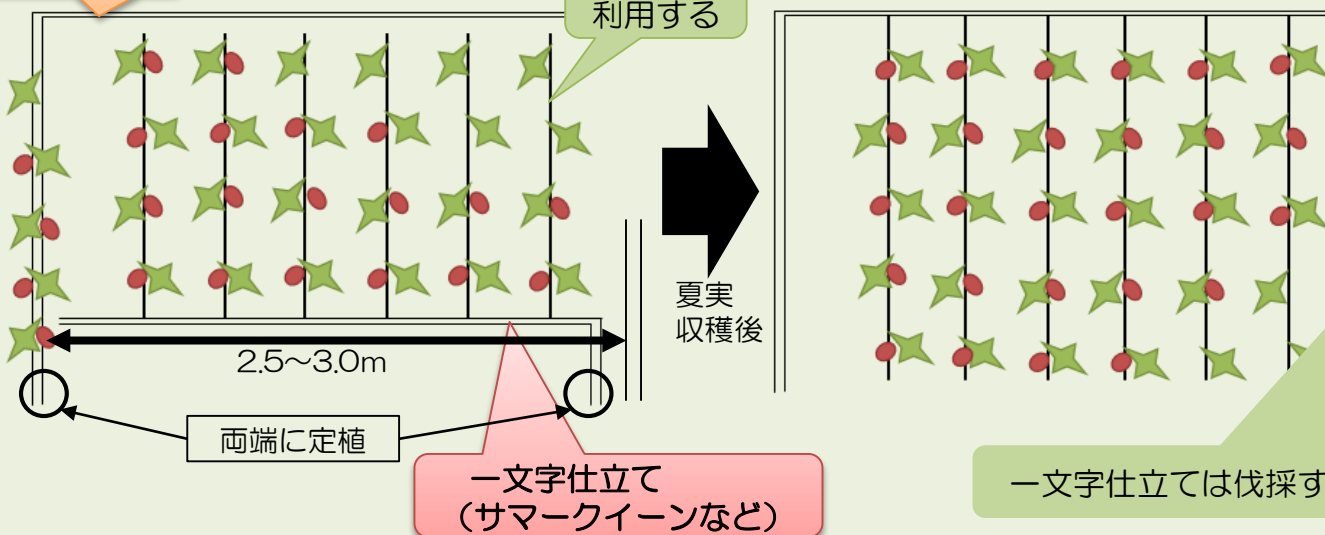 利用する
夏実
収穫後
2.5～3.0m
両端に定植
一文字仕立て
（サマークイーンなど）
一文字仕立ては伐採す